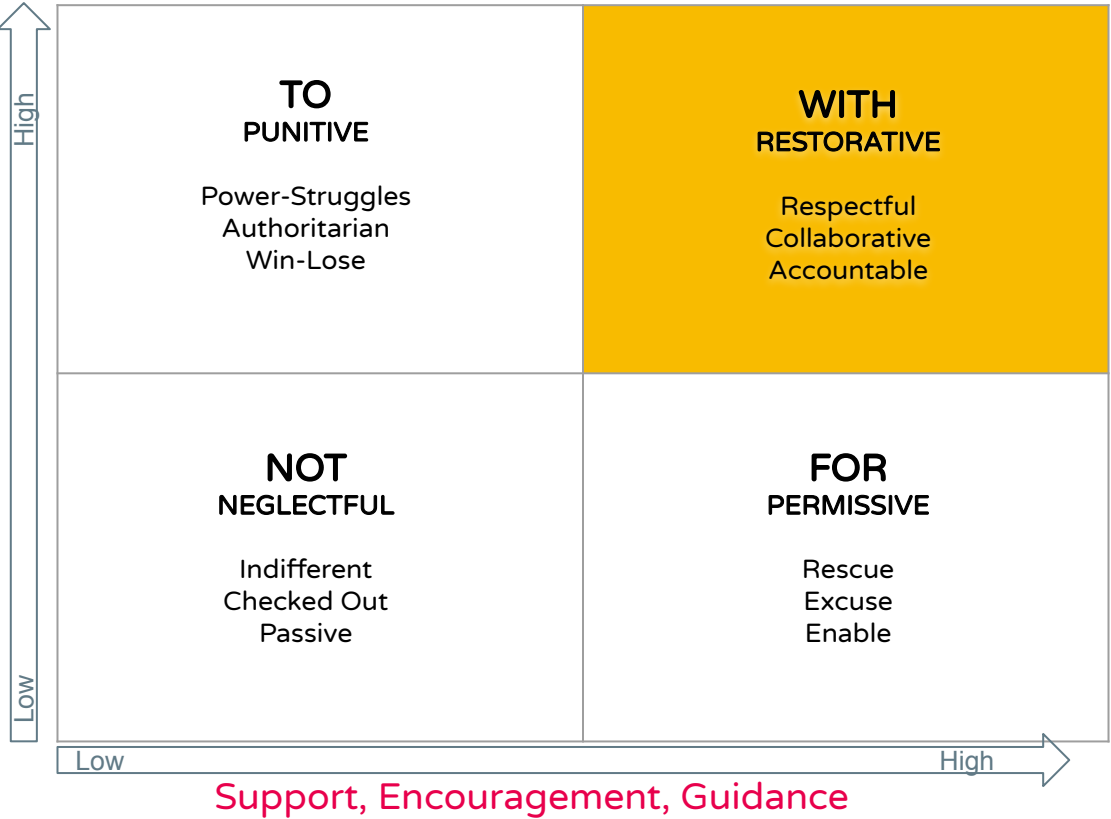 High
TO
PUNITIVE
Power-Struggles
Authoritarian
Win-Lose
WITH
RESTORATIVE
Respectful
Collaborative
Accountable
NOT
NEGLECTFUL
Indifferent
Checked Out
Passive
FOR
PERMISSIVE
Rescue
Excuse
Enable
Low
Low
High
Support, Encouragement, Guidance